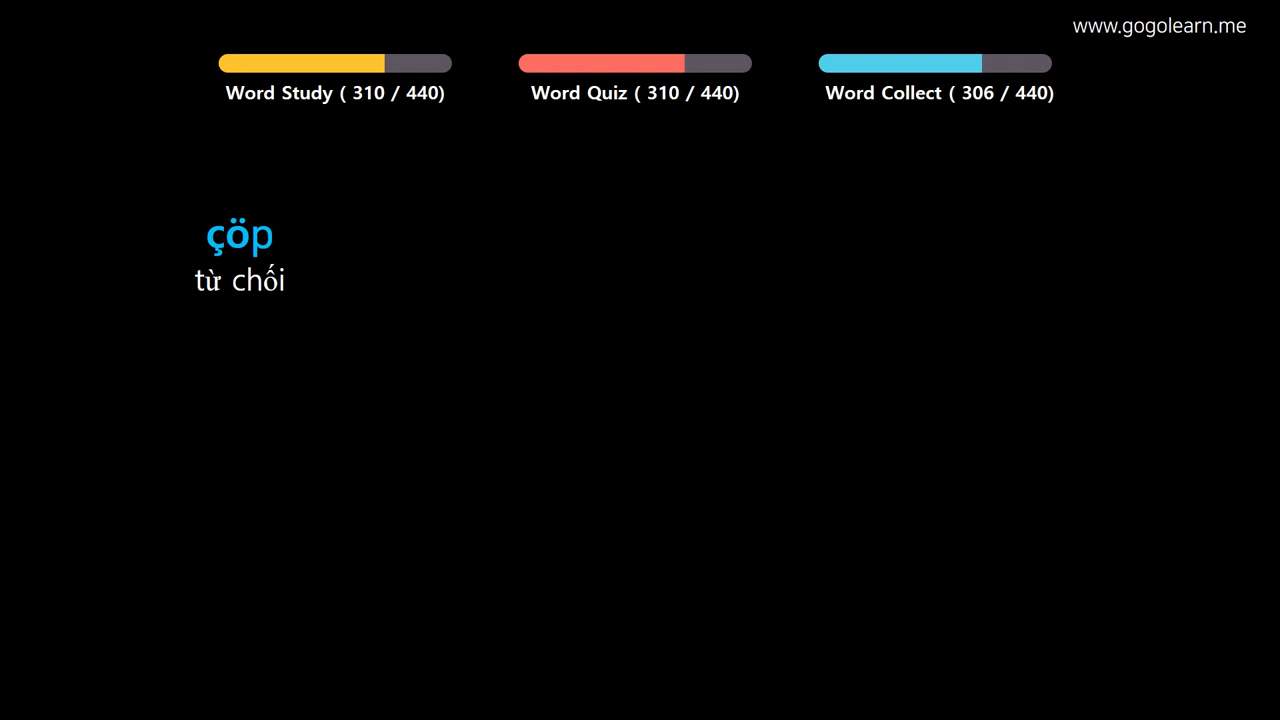 www.gogolearn.me
Word Study ( 310 / 440)
Word Quiz ( 310 / 440)
Word Collect ( 306 / 440)
çöp
từ chối